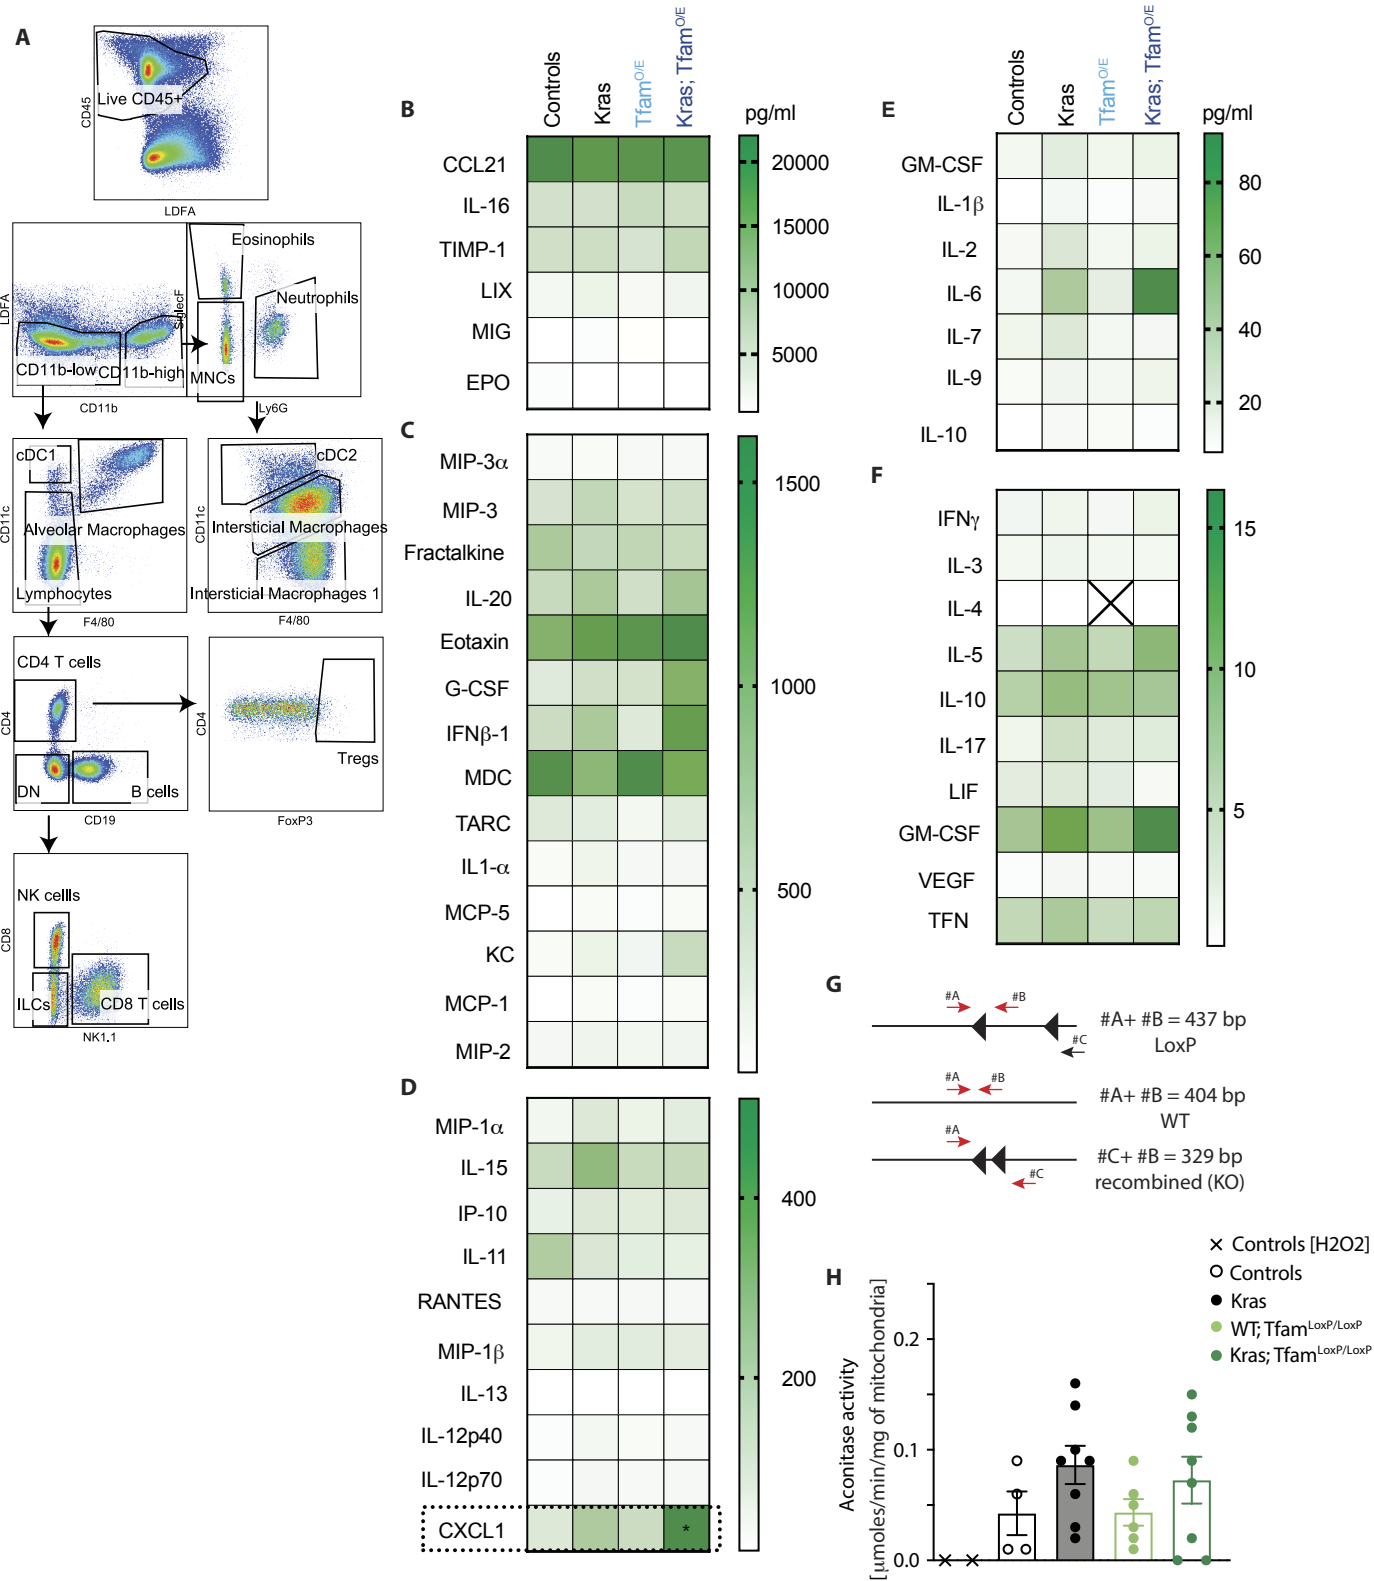 A
CD45
Live CD45+
LDFA
LDFA
CD11b-low
CD11b-high
CD11b
SiglecF
Eosinophils
Neutrophils
MNCs
Ly6G
CD11c
cDC1
Alveolar Macrophages
Lymphocytes
F4/80
CD11c
cDC2
Intersticial Macrophages
Intersticial Macrophages 1
F4/80
CD4
CD4 T cells
DN
B cells
CD19
CD4
Tregs
FoxP3
CD8
NK cellls
ILCs
CD8 T cells
NK1.1
B
Controls
Kras
Tfam^O/E
Kras; Tfam^O/E
pg/ml
CCL21
IL-16
TIMP-1
LIX
MIG
EPO
20000
15000
10000
5000
C
MIP-3α
MIP-3
Fractalkine
IL-20
Eotaxin
G-CSF
IFNβ-1
MDC
TARC
IL1-α
MCP-5
KC
MCP-1
MIP-2
1500
1000
500
D
MIP-1α
IL-15
IP-10
IL-11
RANTES
MIP-1β
IL-13
IL-12p40
IL-12p70
CXCL1
*
400
200
E
Controls
Kras
Tfam^O/E
Kras; Tfam^O/E
pg/ml
GM-CSF
IL-1β
IL-2
IL-6
IL-7
IL-9
IL-10
80
60
40
20
F
IFNγ
IL-3
IL-4
IL-5
IL-10
IL-17
LIF
GM-CSF
VEGF
TFN
15
10
5
G
#A
#B
#C
#A+ #B = 437 bp
LoxP
#A
#B
#A+ #B = 404 bp
WT
#A
#C
#C+ #B = 329 bp
recombined (KO)
H
Aconitase activity
[μmoles/min/mg of mitochondria]
0.2
0.1
0.0
Controls [H2O2]
Controls
Kras
WT; Tfam^LoxP/LoxP
Kras; Tfam^LoxP/LoxP